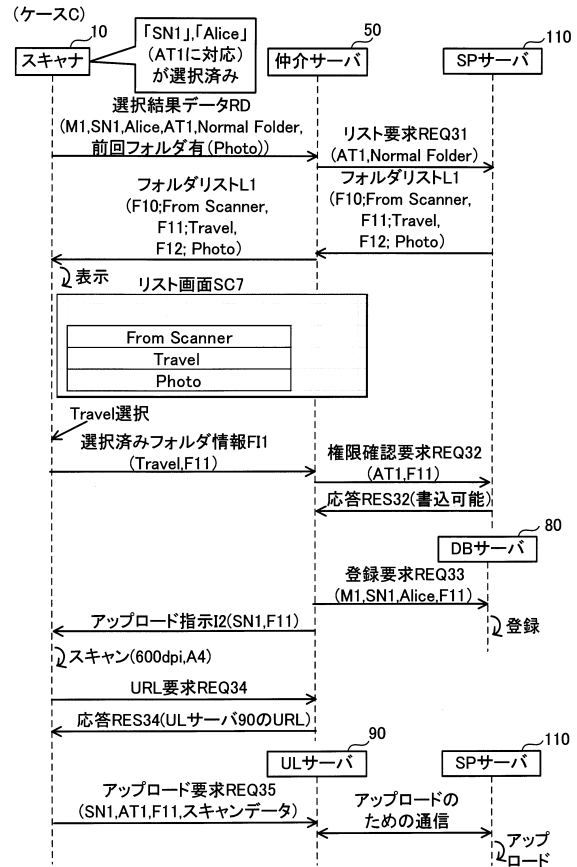 (ケースC)
10
スキャナ
「SN1」,「Alice」
(AT1に対応)
が選択済み
50
仲介サーバ
110
SPサーバ
選択結果データRD
(M1,SN1,Alice,AT1,Normal Folder,
前回フォルダ有(Photo))
リスト要求REQ31
(AT1,Normal Folder)
フォルダリストL1
(F10;From Scanner,
F11;Travel,
F12; Photo)
フォルダリストL1
(F10;From Scanner,
F11;Travel,
F12; Photo)
表示
リスト画面SC7
From Scanner
Travel
Photo
Travel選択
選択済みフォルダ情報FI1
(Travel,F11)
権限確認要求REQ32
(AT1,F11)
応答RES32(書込可能)
80
DBサーバ
登録要求REQ33
(M1,SN1,Alice,F11)
登録
アップロード指示I2(SN1,F11)
スキャン(600dpi,A4)
URL要求REQ34
応答RES34(ULサーバ90のURL)
90
ULサーバ
110
SPサーバ
アップロード要求REQ35
(SN1,AT1,F11,スキャンデータ)
アップロードの
ための通信
アップ
ロード